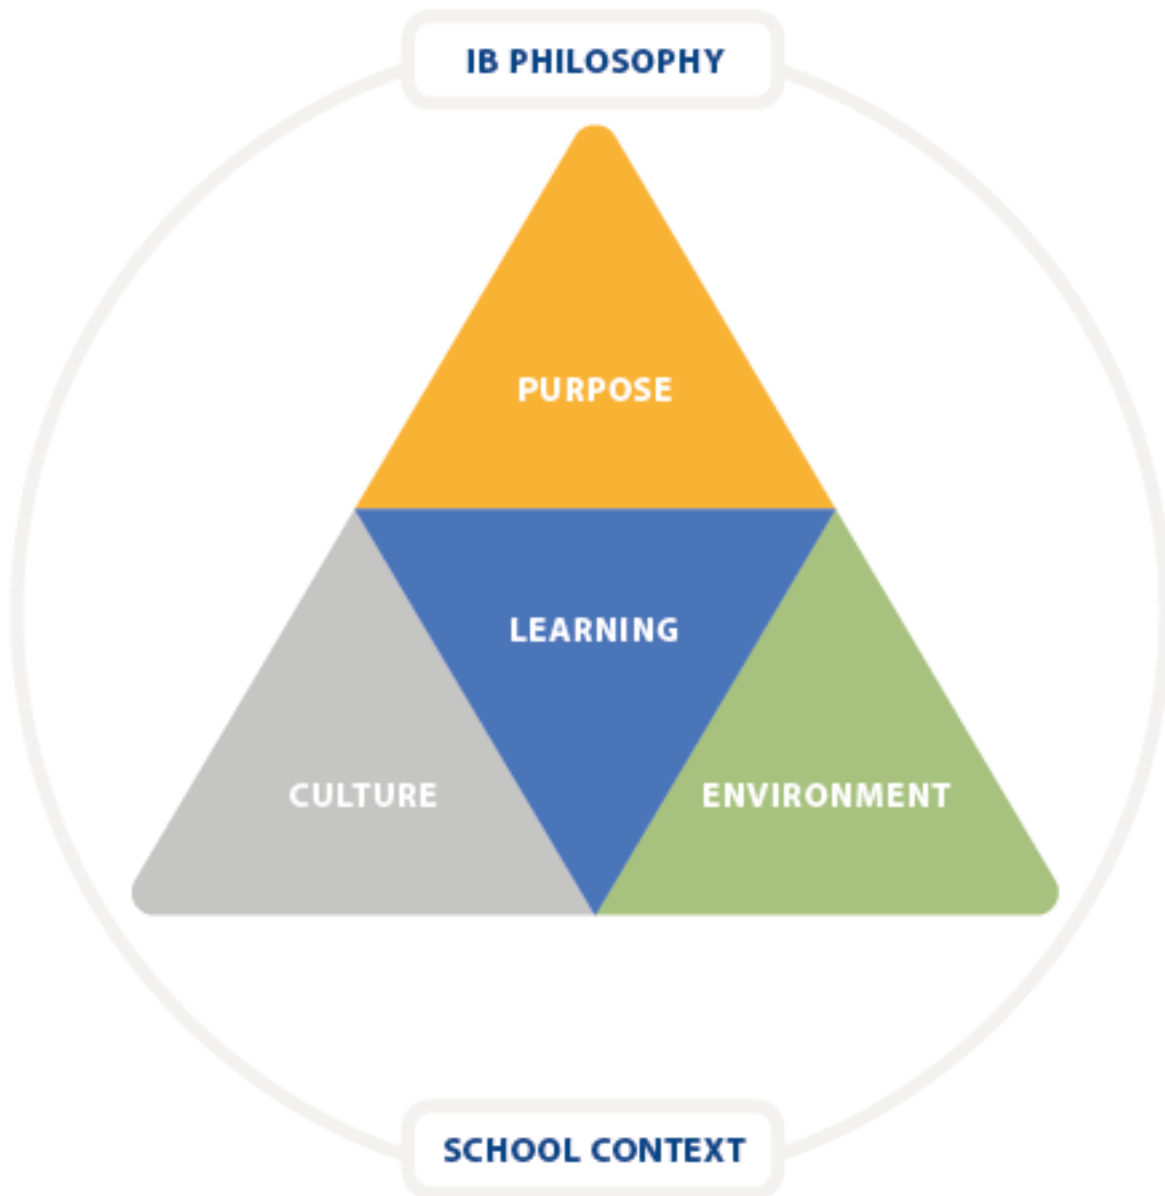 IB PHILOSOPHY
PURPOSE
LEARNING
CULTURE
ENVIRONMENT
SCHOOL CONTEXT